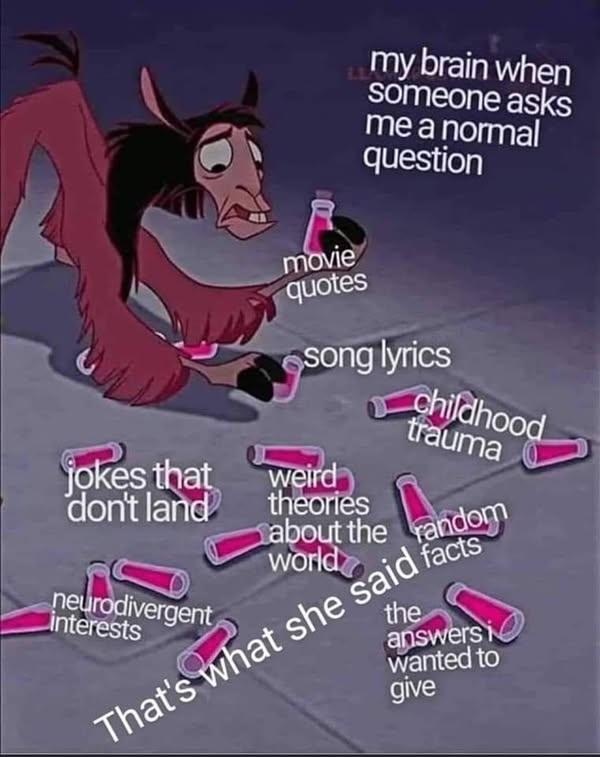 my brain when
someone asks
me a normal
question
movie
quotes
song lyrics
childhood
trauma
jokes that
don't land
weird
theories
about the
world
random
facts
neurodivergent
interests
That's what she said
the
answers i
wanted to
give